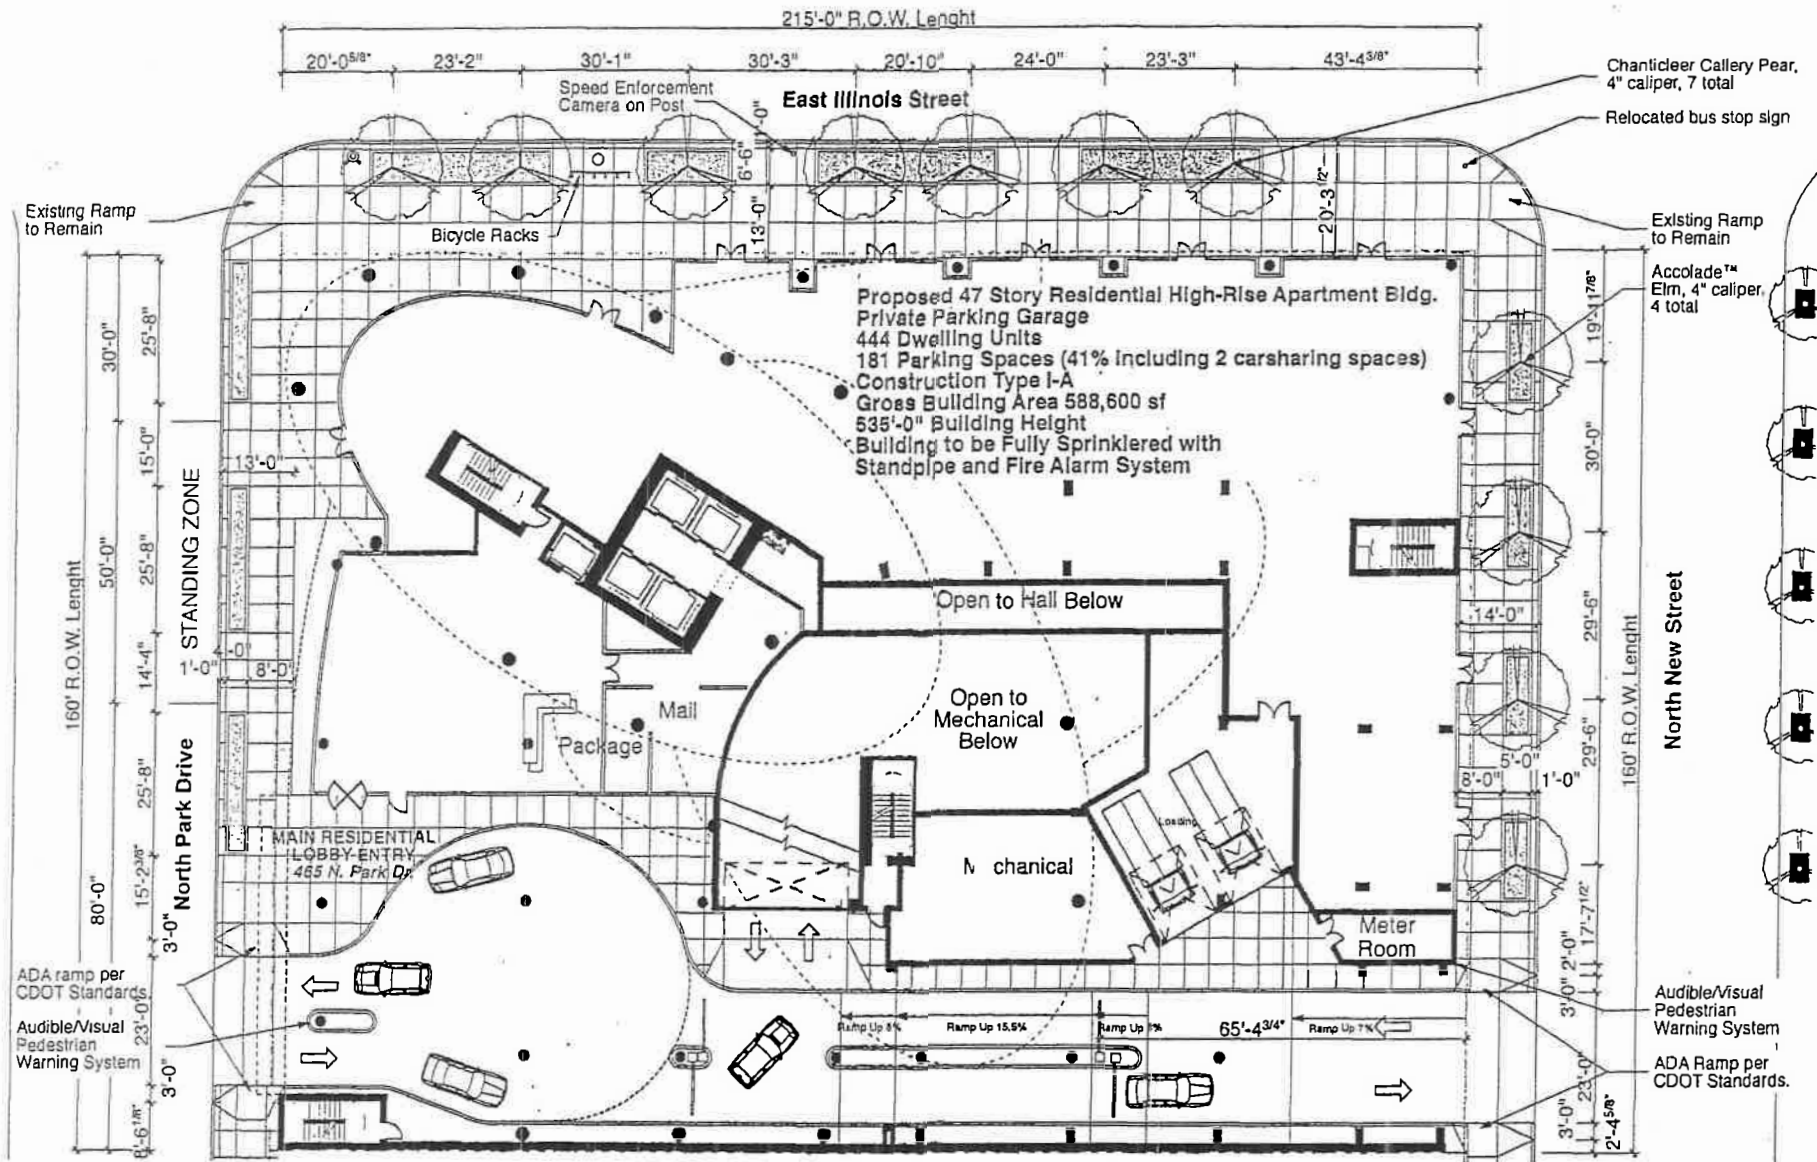 215'-0" R.O.W. Lenght
20'-0 5/8"
23'-2"
30'-1"
30'-3"
20'-10"
24'-0"
23'-3"
43'-4 3/8"
Speed Enforcement
Camera on Post
East Illinois Street
1'-0"
6'-6"
13'-0"
20'-3 1/2"
Chanticleer Callery Pear,
4" caliper, 7 total
Relocated bus stop sign
Existing Ramp
to Remain
Bicycle Racks
Existing Ramp
to Remain
Accolade™
Elm, 4" caliper,
4 total
Proposed 47 Story Residential High-Rise Apartment Bldg.
Private Parking Garage
444 Dwelling Units
181 Parking Spaces (41% including 2 carsharing spaces)
Construction Type I-A
Gross Building Area 588,600 sf
535'-0" Building Height
Building to be Fully Sprinklered with
Standpipe and Fire Alarm System
160' R.O.W. Lenght
30'-0"
50'-0"
80'-0"
25'-8"
15'-0"
25'-8"
14'-4"
25'-8"
15'-2 3/8"
3'-0"
23'-0"
3'-0"
8'-6 1/8"
STANDING ZONE
North Park Drive
13'-0"
1'-0"
8'-0"
Open to Hall Below
Open to
Mechanical
Below
Mail
Package
MAIN RESIDENTIAL
LOBBY ENTRY
465 N. Park Dr.
M chanical
Loading
Meter
Room
19'-11 7/8"
30'-0"
29'-6"
29'-6"
17'-7 1/2"
2'-0"
3'-0"
23'-0"
3'-0"
2'-4 5/8"
160' R.O.W. Lenght
North New Street
14'-0"
5'-0"
8'-0"
1'-0"
ADA ramp per
CDOT Standards.
Audible/Visual
Pedestrian
Warning System
Ramp Up 8%
Ramp Up 15.5%
Ramp Up
65'-4 3/4"
Ramp Up 7%
Audible/Visual
Pedestrian
Warning System
ADA Ramp per
CDOT Standards.